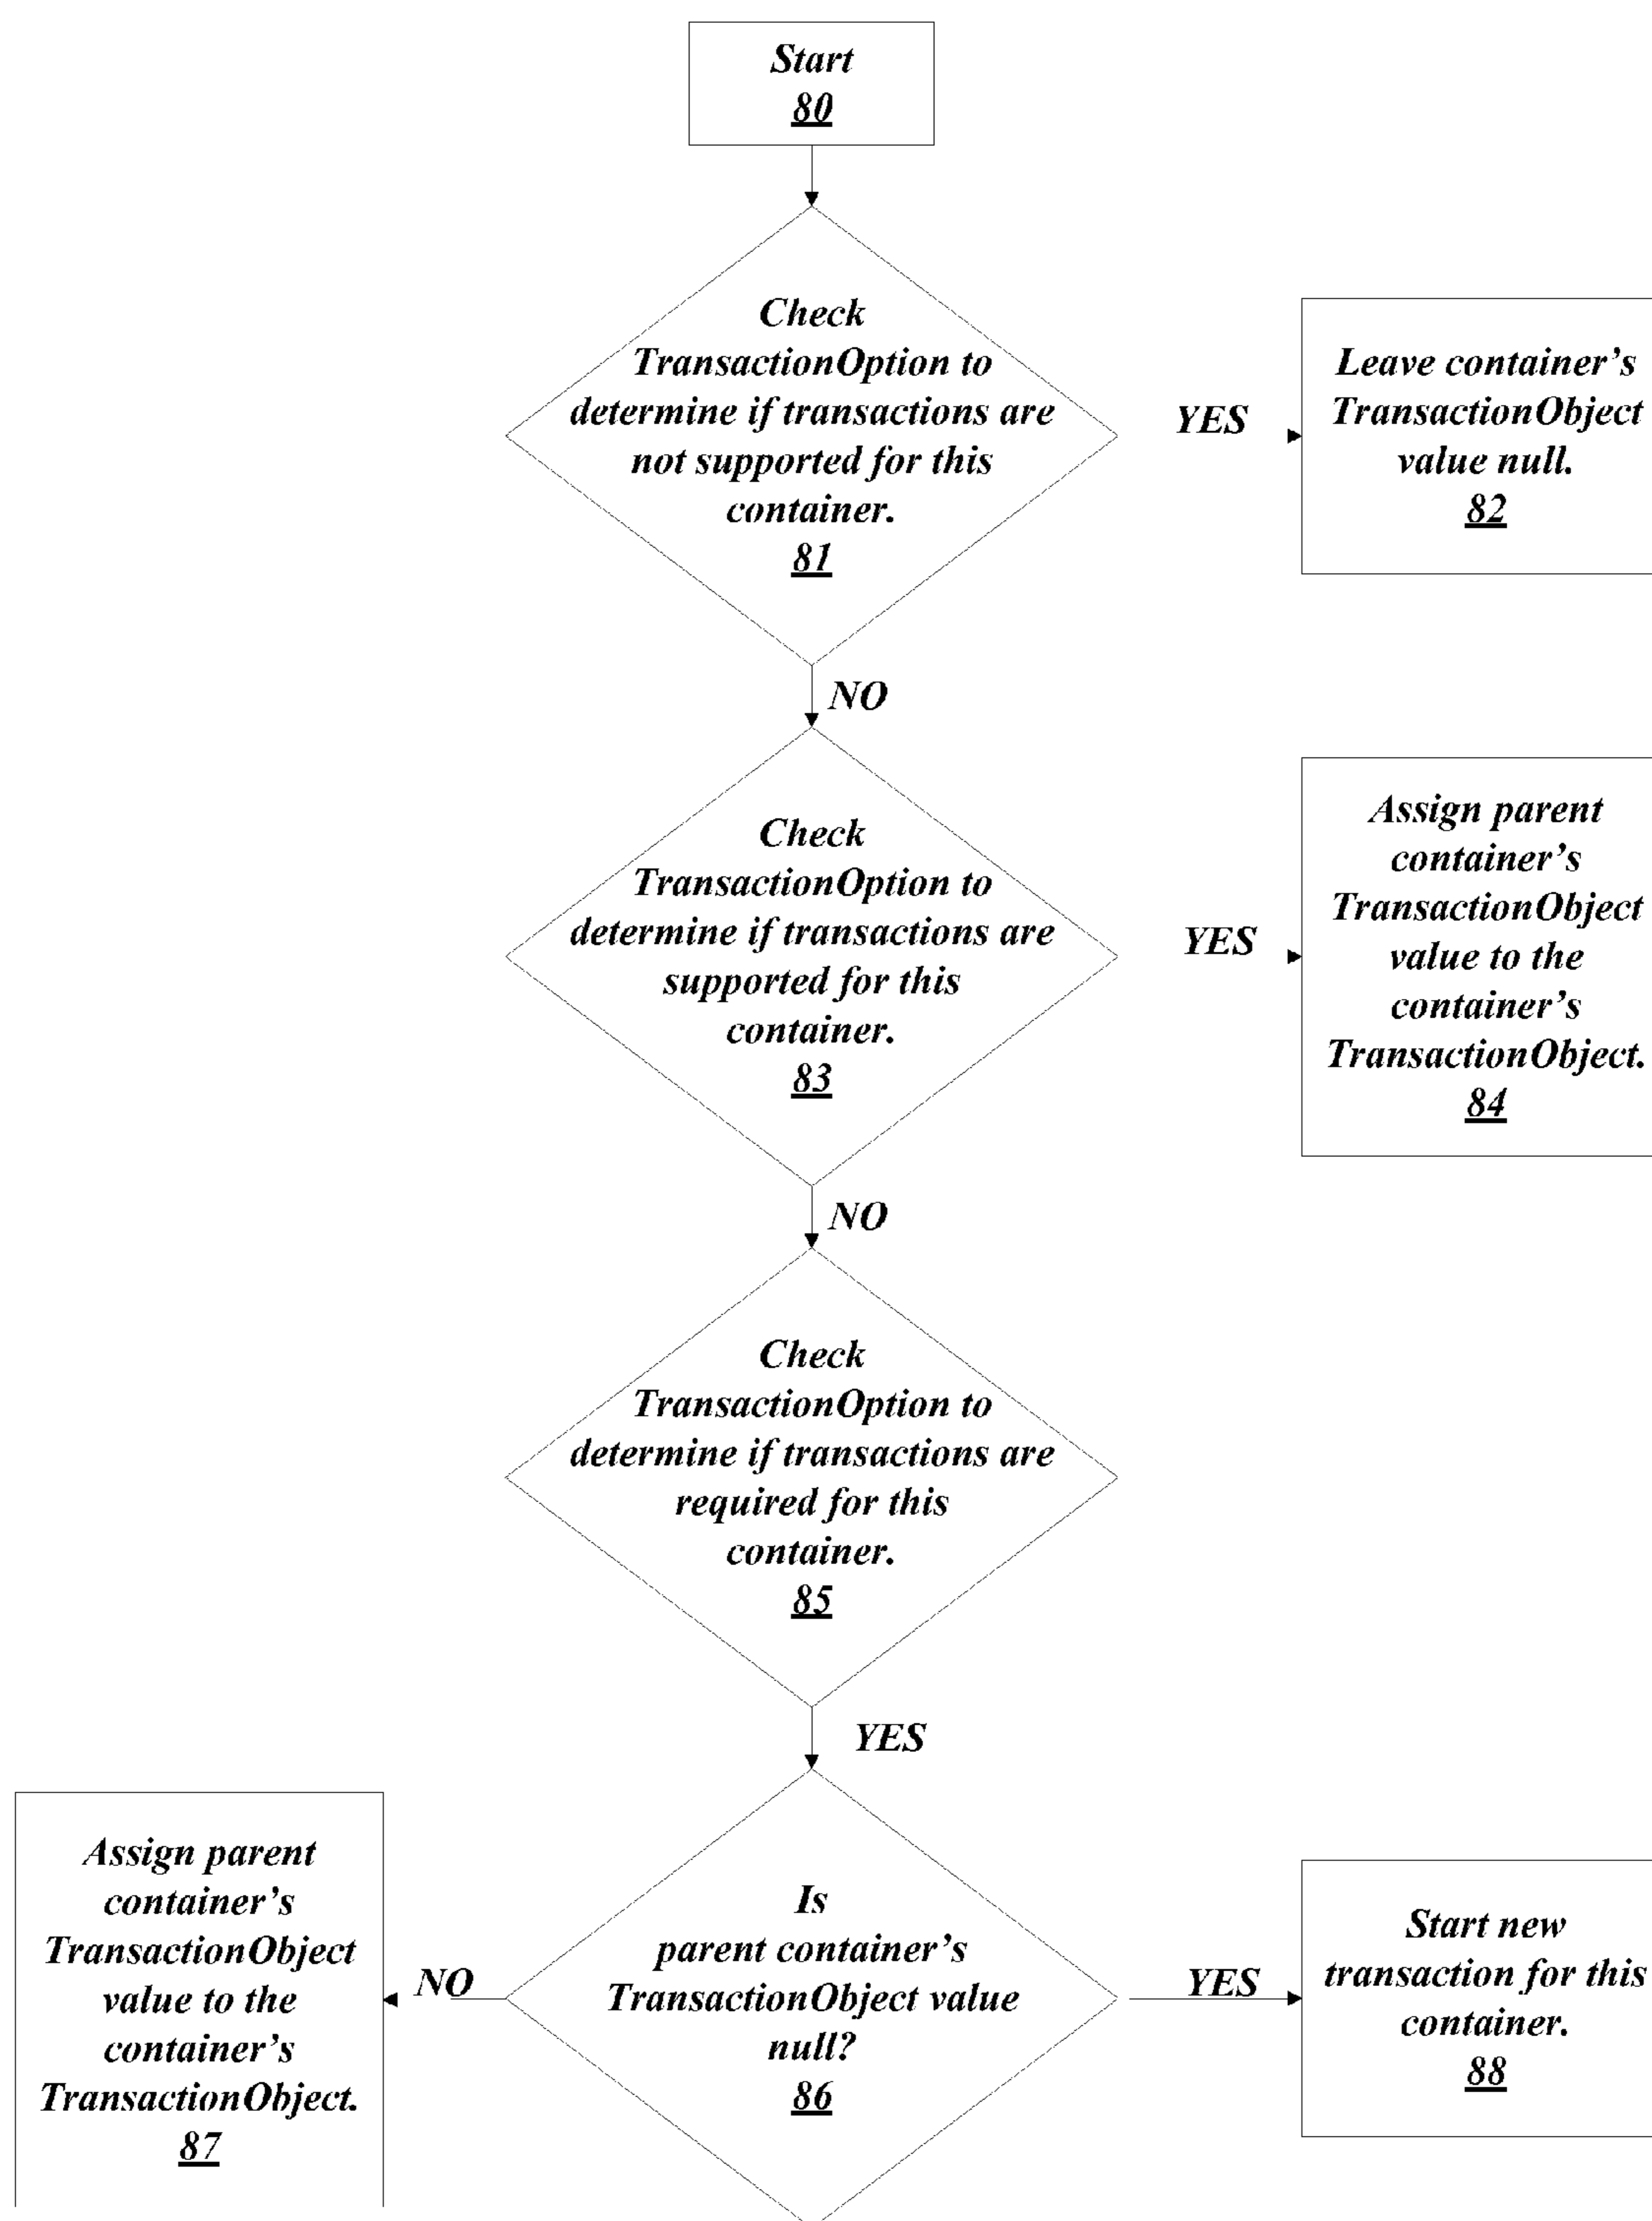 Start
80
Check
TransactionOption to
determine if transactions are
not supported for this
container.
81
YES
Leave container's
TransactionObject
value null.
82
NO
Check
TransactionOption to
determine if transactions are
supported for this
container.
83
YES
Assign parent
container's
TransactionObject
value to the
container's
TransactionObject.
84
NO
Check
TransactionOption to
determine if transactions are
required for this
container.
85
YES
Assign parent
container's
TransactionObject
value to the
container's
TransactionObject.
87
NO
Is
parent container's
TransactionObject value
null?
86
YES
Start new
transaction for this
container.
88